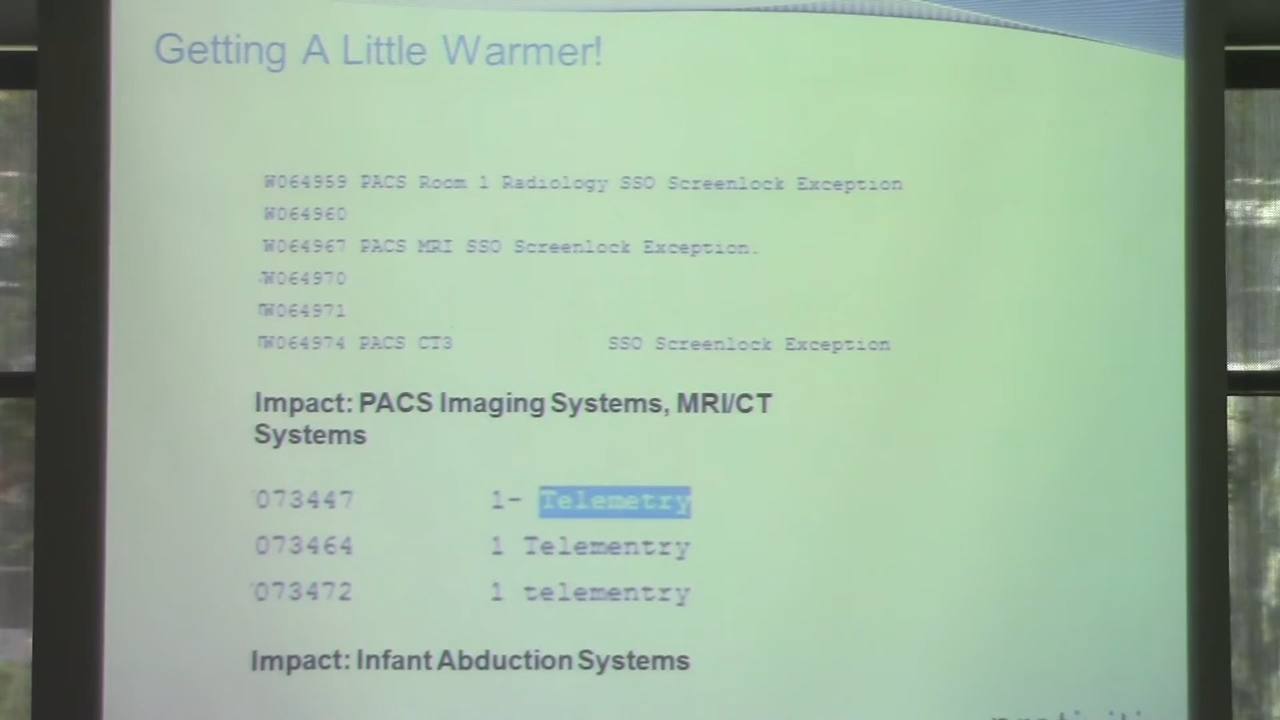 Getting A Little Warmer!
W064959 PACS Room 1 Radiology SSO Screenlock Exception
W064960
W064967 PACS MRI SSO Screenlock Exception.
W064970
W064971
W064974 PACS CT3 SSO Screenlock Exception
Impact: PACS Imaging Systems, MRI/CT
Systems
073447 1- Telemetry
073464 1 Telementry
073472 1 telementry
Impact: Infant Abduction Systems